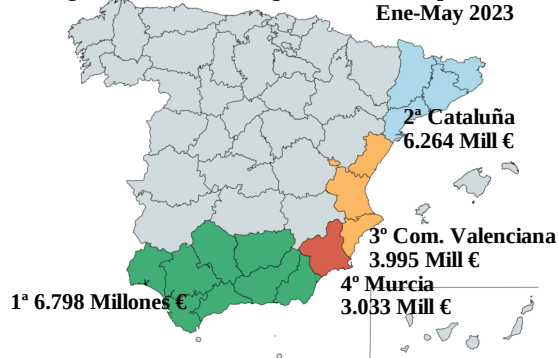 Ene-May 2023
2ª Cataluña
6.264 Mill €
3º Com. Valenciana
3.995 Mill €
4º Murcia
3.033 Mill €
1ª 6.798 Millones €